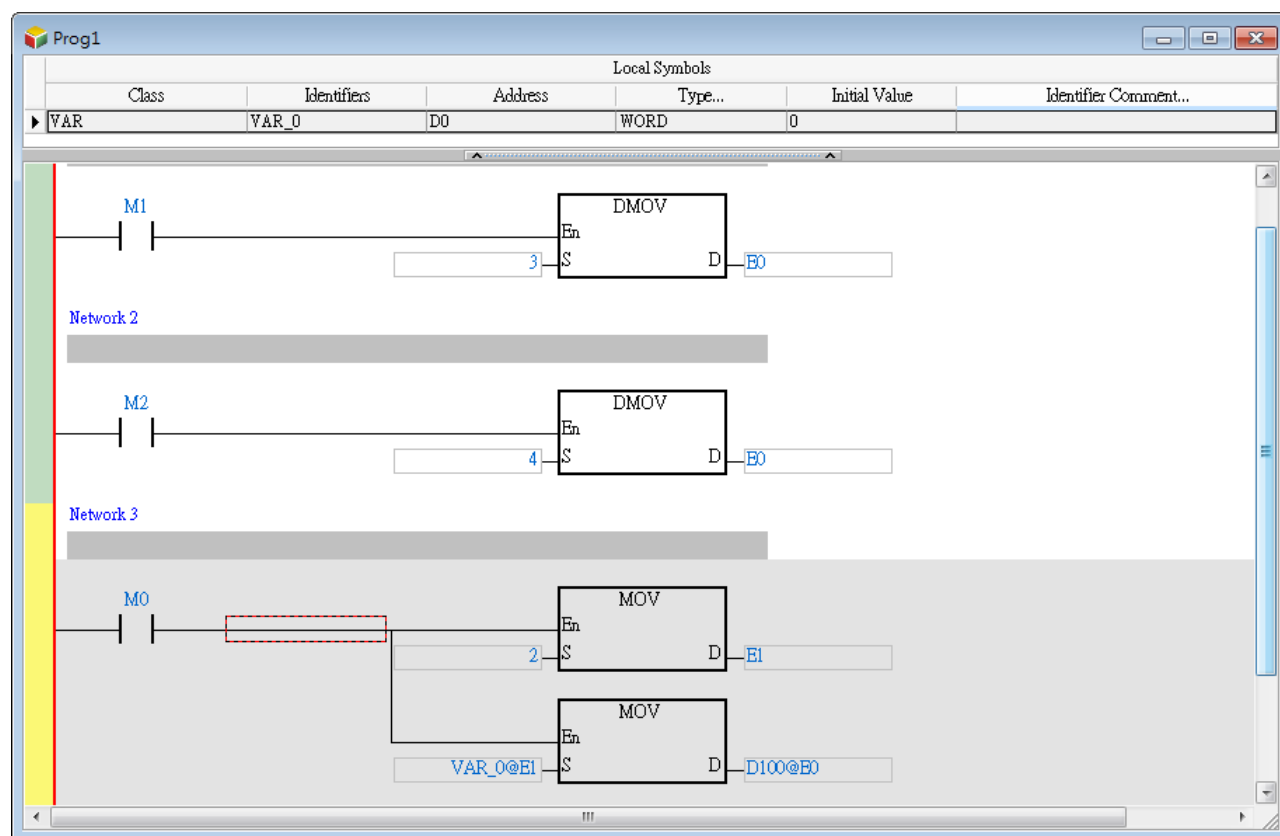 Prog1
Local Symbols
Class Identifiers Address Type... Initial Value Identifier Comment...
VAR VAR_0 D0 WORD 0
M1 DMOV
En
3 S D E0
Network 2
M2 DMOV
En
4 S D E0
Network 3
M0 MOV
En
2 S D E1
MOV
En
VAR_0@E1 S D D100@E0